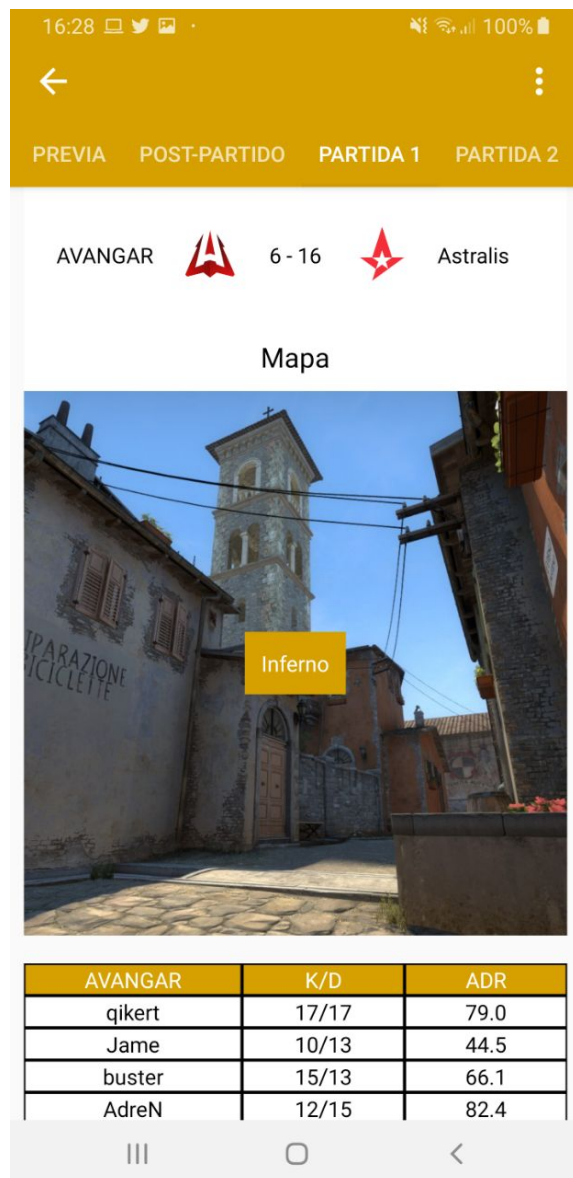 16:28 100%
PREVIA POST-PARTIDO PARTIDA 1 PARTIDA 2
AVANGAR 6 - 16 Astralis
Mapa
PARAZIONE
BICICLETTE
Inferno
AVANGAR K/D ADR
qikert 17/17 79.0
Jame 10/13 44.5
buster 15/13 66.1
AdreN 12/15 82.4